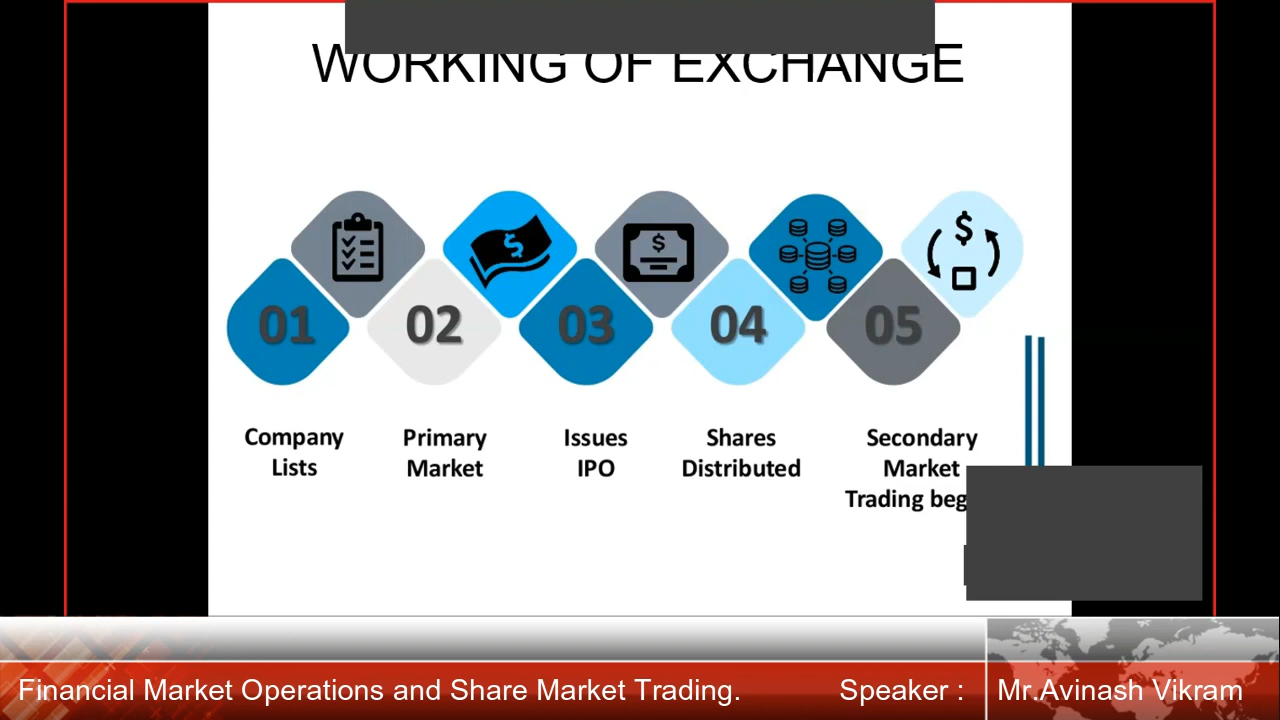 WORKING OF EXCHANGE
01 02 03 04 05
Company Primary Issues Shares Secondary
Lists Market IPO Distributed Market
Trading
Financial Market Operations and Share Market Trading. Speaker : Mr.Avinash Vikram